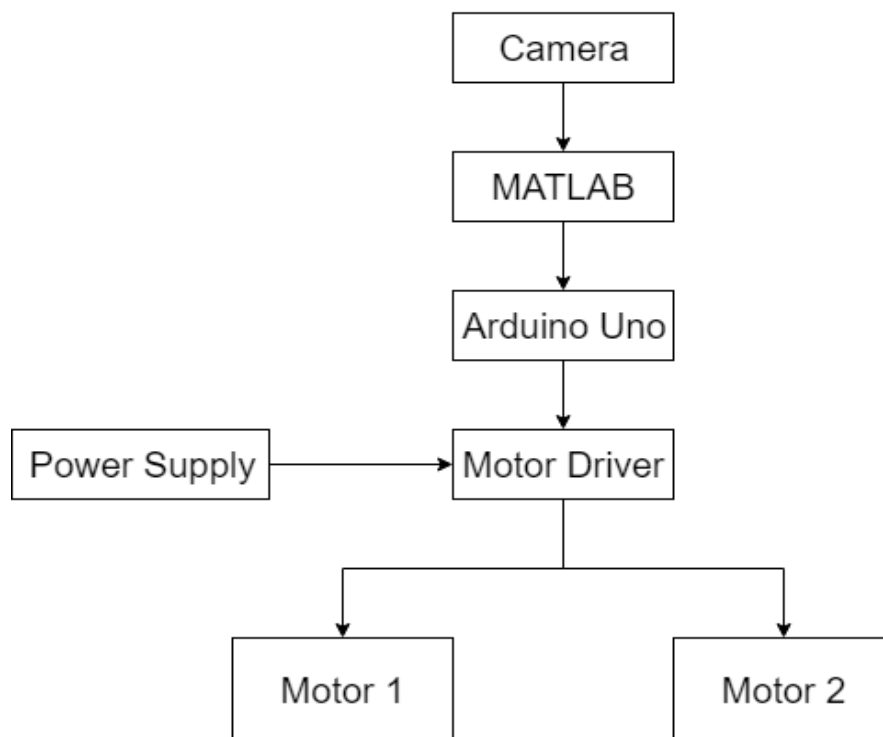 Camera
MATLAB
Arduino Uno
Power Supply
Motor Driver
Motor 1
Motor 2